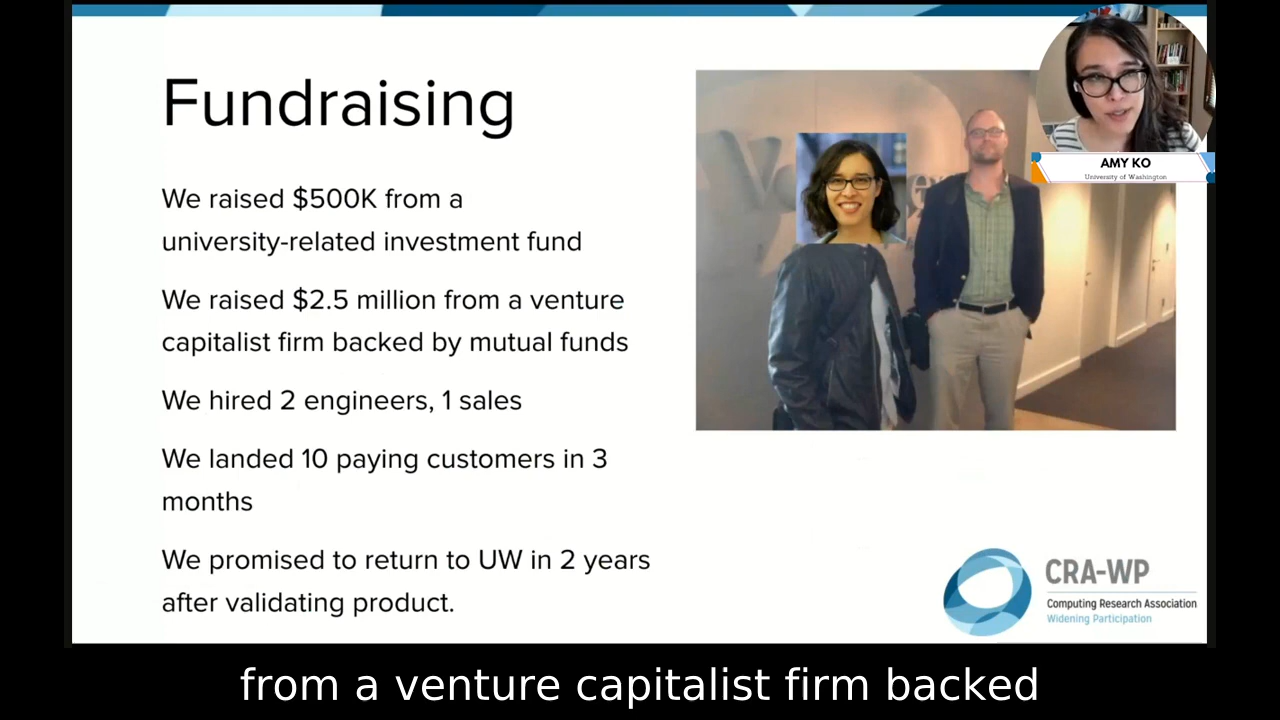 Fundraising
We raised $500K from a
university-related investment fund
We raised $2.5 million from a venture
capitalist firm backed by mutual funds
We hired 2 engineers, 1 sales
We landed 10 paying customers in 3
months
We promised to return to UW in 2 years
after validating product.
AMY KO
University of Washington
CRA-WP
Computing Research Association
Widening Participation
from a venture capitalist firm backed